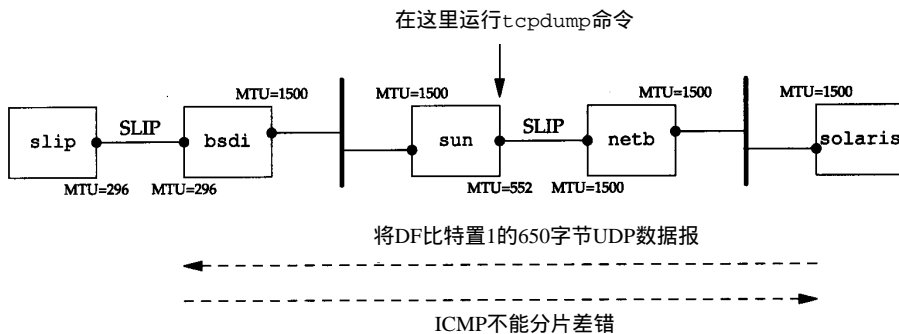 在这里运行tcpdump命令
MTU=1500 MTU=1500 MTU=1500 MTU=1500
slip SLIP bsdi sun SLIP netb solaris
MTU=296 MTU=296 MTU=552 MTU=1500
将DF比特置1的650字节UDP数据报
ICMP不能分片差错